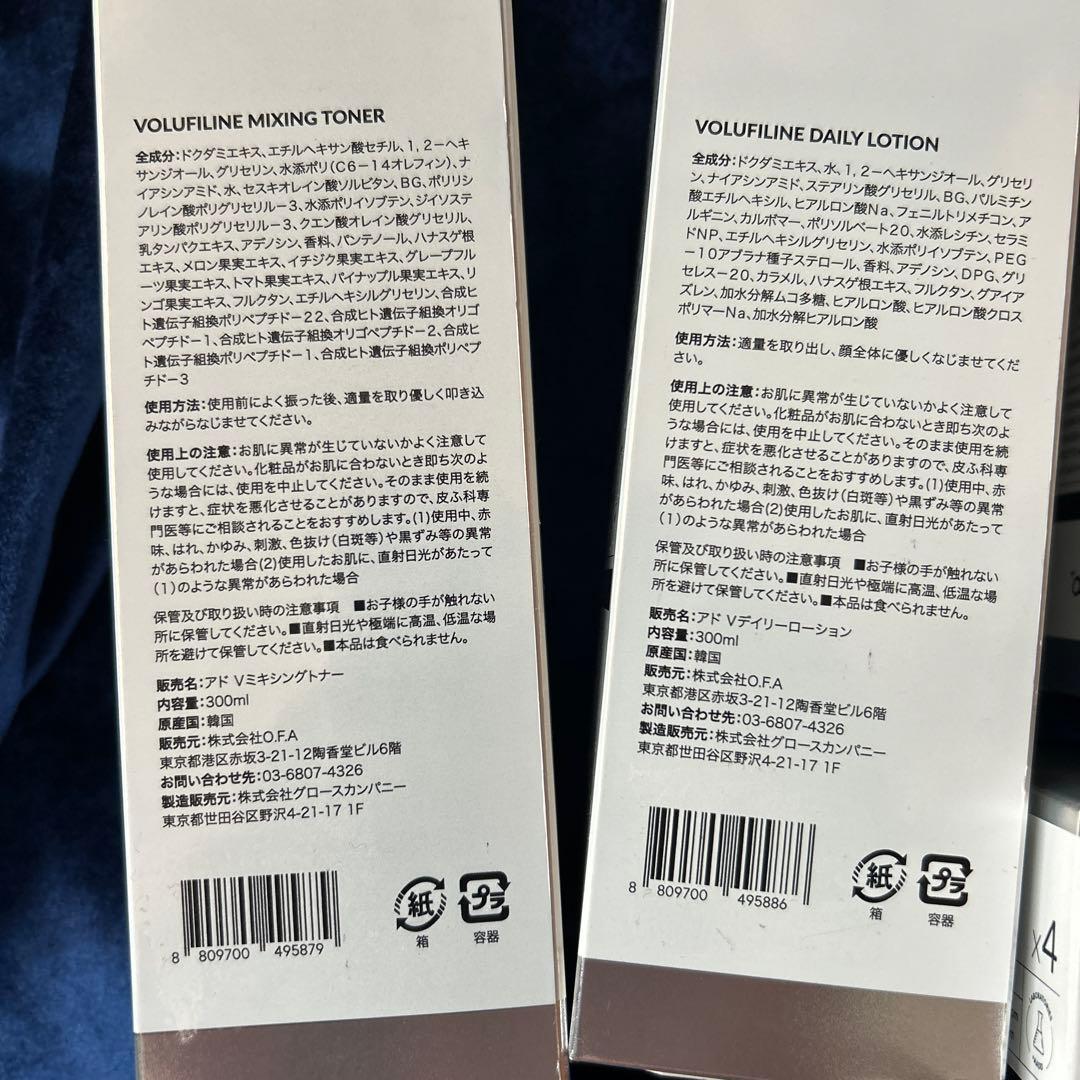 VOLUFILINE MIXING TONER
全成分:ドクダミエキス、エチルヘキサン酸セチル、1,2ーヘキ
サンジオール、グリセリン、水添ポリ(C6ー14オレフィン)、ナ
イアシンアミド、水、セスキオレイン酸ソルビタン、BG、ポリリシ
ノレイン酸ポリグリセリルー3、水添ポリイソブテン、ジイソステ
アリン酸ポリグリセリルー3、クエン酸オレイン酸グリセリル、
乳タンパクエキス、アデノシン、香料、パンテノール、ハナスゲ根
エキス、メロン果実エキス、イチジク果実エキス、グレープフル
ーツ果実エキス、トマト果実エキス、パイナップル果実エキス、リ
ンゴ果実エキス、フルクタン、エチルヘキシルグリセリン、合成ヒ
ト遺伝子組換ポリペプチドー22、合成ヒト遺伝子組換オリゴ
ペプチドー1、合成ヒト遺伝子組換オリゴペプチドー2、合成ヒ
ト遺伝子組換ポリペプチドー1、合成ヒト遺伝子組換ポリペプ
チドー3
使用方法:使用前によく振った後、適量を取り優しく叩き込
みながらなじませてください。
使用上の注意:お肌に異常が生じていないかよく注意して
使用してください。化粧品がお肌に合わないとき即ち次のよ
うな場合には、使用を中止してください。そのまま使用を続
けますと、症状を悪化させることがありますので、皮ふ科専
門医等にご相談されることをおすすめします。(1)使用中、赤
味、はれ、かゆみ、刺激、色抜け(白斑等)や黒ずみ等の異常
があらわれた場合(2)使用したお肌に、直射日光があたって
(1)のような異常があらわれた場合
保管及び取り扱い時の注意事項 ■お子様の手が触れない
所に保管してください。■直射日光や極端に高温、低温な場
所を避けて保管してください。■本品は食べられません。
販売名:アド Vミキシングトナー
内容量:300ml
原産国:韓国
販売元:株式会社O.F.A
東京都港区赤坂3-21-12陶香堂ビル6階
お問い合わせ先:03-6807-4326
製造販売元:株式会社グロースカンパニー
東京都世田谷区野沢4-21-17 1F
8 809700 495879
紙
箱
プラ
容器
VOLUFILINE DAILY LOTION
全成分:ドクダミエキス、水、1,2ーヘキサンジオール、グリセリ
ン、ナイアシンアミド、ステアリン酸グリセリル、BG、パルミチン
酸エチルヘキシル、ヒアルロン酸Na、フェニルトリメチコン、ア
ルギニン、カルボマー、ポリソルベート20、水添レシチン、セラミ
ドNP、エチルヘキシルグリセリン、水添ポリイソブテン、PEG
ー10アブラナ種子ステロール、香料、アデノシン、DPG、グリ
セレスー20、カラメル、ハナスゲ根エキス、フルクタン、グアイア
ズレン、加水分解ムコ多糖、ヒアルロン酸、ヒアルロン酸クロス
ポリマーNa、加水分解ヒアルロン酸
使用方法:適量を取り出し、顔全体に優しくなじませてくだ
さい。
使用上の注意:お肌に異常が生じていないかよく注意して
使用してください。化粧品がお肌に合わないとき即ち次のよ
うな場合には、使用を中止してください。そのまま使用を続
けますと、症状を悪化させることがありますので、皮ふ科専
門医等にご相談されることをおすすめします。(1)使用中、赤
味、はれ、かゆみ、刺激、色抜け(白斑等)や黒ずみ等の異常
があらわれた場合(2)使用したお肌に、直射日光があたって
(1)のような異常があらわれた場合
保管及び取り扱い時の注意事項 ■お子様の手が触れない
所に保管してください。■直射日光や極端に高温、低温な場
所を避けて保管してください。■本品は食べられません。
販売名:アド Vデイリーローション
内容量:300ml
原産国:韓国
販売元:株式会社O.F.A
東京都港区赤坂3-21-12陶香堂ビル6階
お問い合わせ先:03-6807-4326
製造販売元:株式会社グロースカンパニー
東京都世田谷区野沢4-21-17 1F
8 809700 495886
紙
箱
プラ
容器
x4